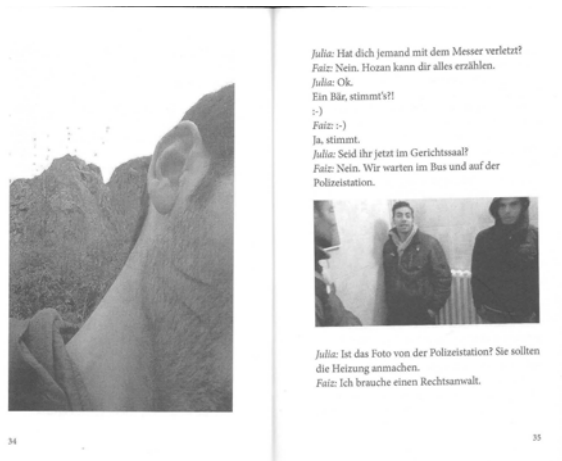 Julia: Hat dich jemand mit dem Messer verletzt?
Faiz: Nein. Hozan kann dir alles erzählen.
Julia: Ok.
Ein Bär, stimmt's?!
:-)
Faiz: :-)
Ja, stimmt.
Julia: Seid ihr jetzt im Gerichtssaal?
Faiz: Nein. Wir warten im Bus und auf der
Polizeistation.
Julia: Ist das Foto von der Polizeistation? Sie sollten
die Heizung anmachen.
Faiz: Ich brauche einen Rechtsanwalt.
34
35